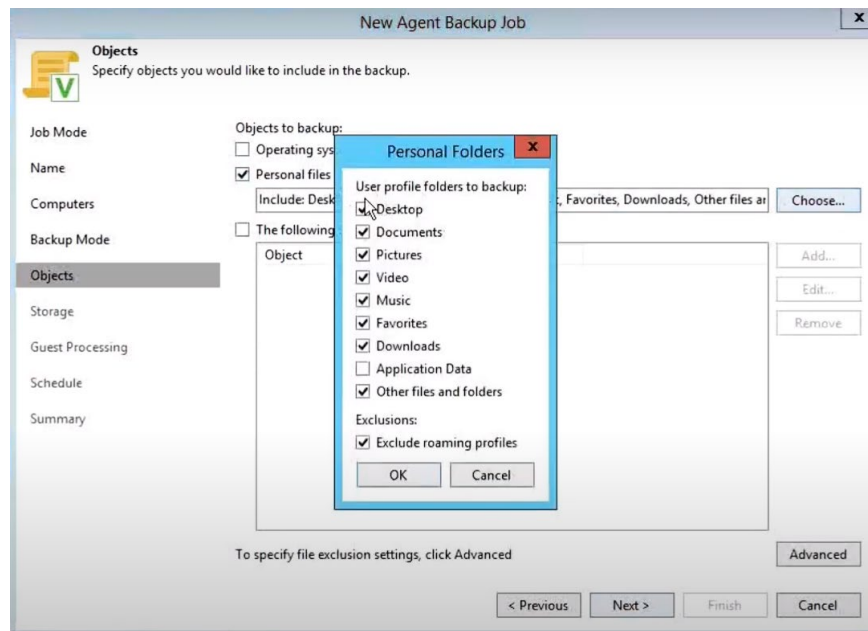 New Agent Backup Job
x
Objects
Specify objects you would like to include in the backup.
V
Job Mode
Name
Computers
Backup Mode
Objects
Storage
Guest Processing
Schedule
Summary
Objects to backup:
Operating sys
Personal files
Include: Desk
, Favorites, Downloads, Other files ar
Choose...
The following
Object
Add...
Edit...
Remove
Personal Folders
x
User profile folders to backup:
Desktop
Documents
Pictures
Video
Music
Favorites
Downloads
Application Data
Other files and folders
Exclusions:
Exclude roaming profiles
OK Cancel
To specify file exclusion settings, click Advanced
Advanced
< Previous Next > Finish Cancel